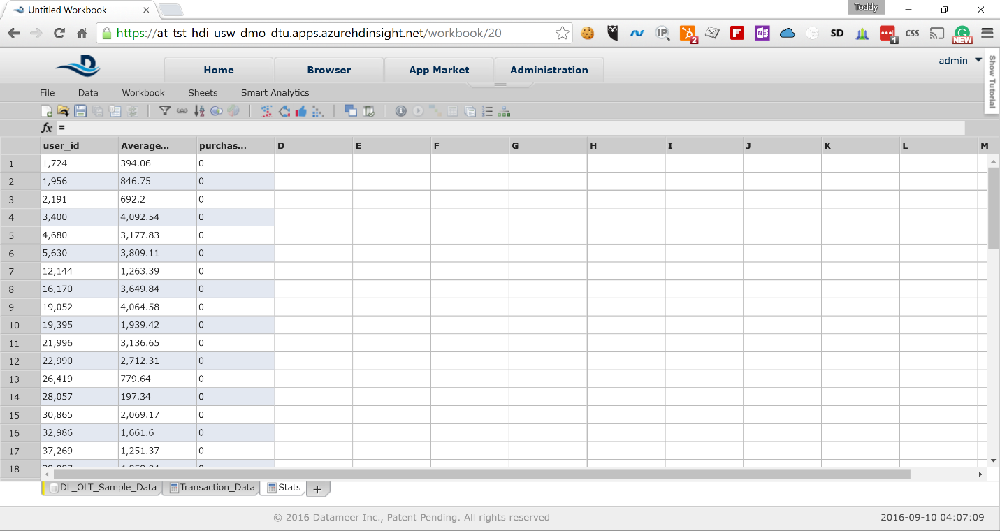 Untitled Workbook
Toddy
https://at-tst-hdi-usw-dmo-dtu.apps.azurehdinsight.net/workbook/20
IP
2
F
N
SD
1
CSS
NEW
D
Home Browser App Market Administration
admin
Show Tutorial
File Data Workbook Sheets Smart Analytics
fx =
user_id Average... purchas... D E F G H I J K L M
1 1,724 394.06 0
2 1,956 846.75 0
3 2,191 692.2 0
4 3,400 4,092.54 0
5 4,680 3,177.83 0
6 5,630 3,809.11 0
7 12,144 1,263.39 0
8 16,170 3,649.84 0
9 19,052 4,064.58 0
10 19,395 1,939.42 0
11 21,996 3,136.65 0
12 22,990 2,712.31 0
13 26,419 779.64 0
14 28,057 197.34 0
15 30,865 2,069.17 0
16 32,986 1,661.6 0
17 37,269 1,251.37 0
18
DL_OLT_Sample_Data Transaction_Data Stats +
© 2016 Datameer Inc., Patent Pending. All rights reserved
2016-09-10 04:07:09